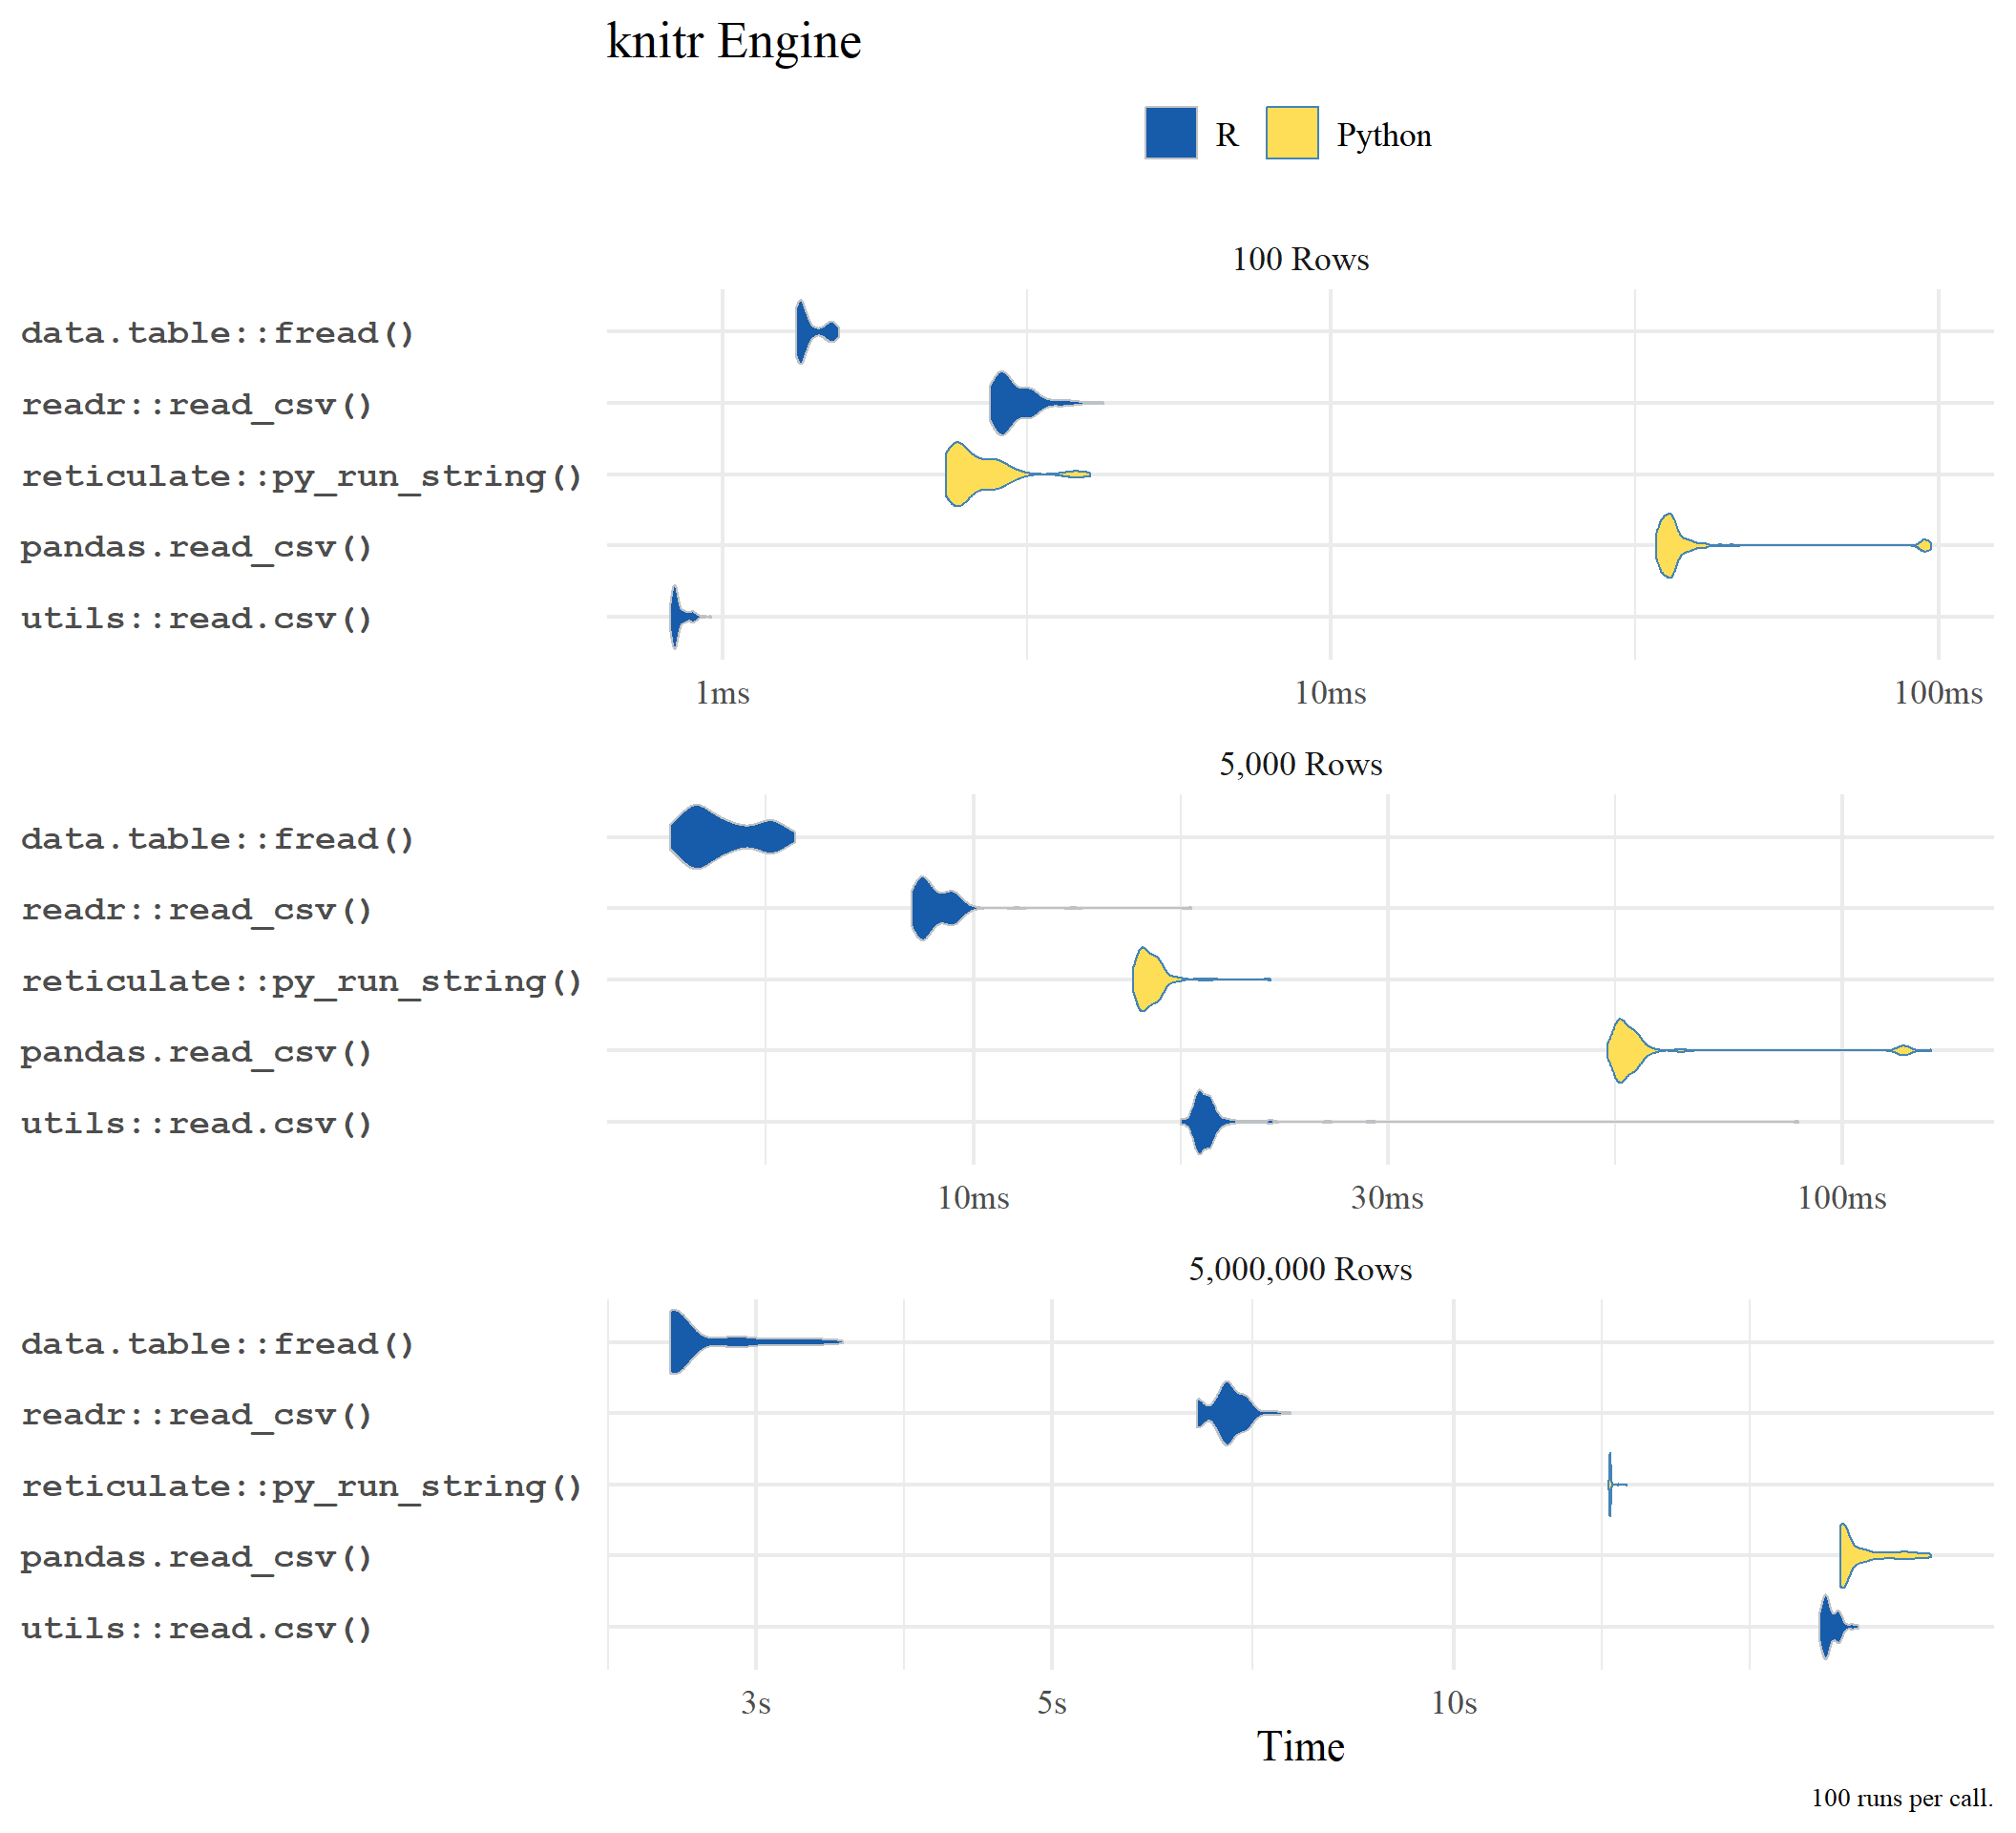 knitr Engine
R Python
100 Rows
data.table::fread()
readr::read_csv()
reticulate::py_run_string()
pandas.read_csv()
utils::read.csv()
1ms 10ms 100ms
5,000 Rows
data.table::fread()
readr::read_csv()
reticulate::py_run_string()
pandas.read_csv()
utils::read.csv()
10ms 30ms 100ms
5,000,000 Rows
data.table::fread()
readr::read_csv()
reticulate::py_run_string()
pandas.read_csv()
utils::read.csv()
3s 5s 10s
Time
100 runs per call.